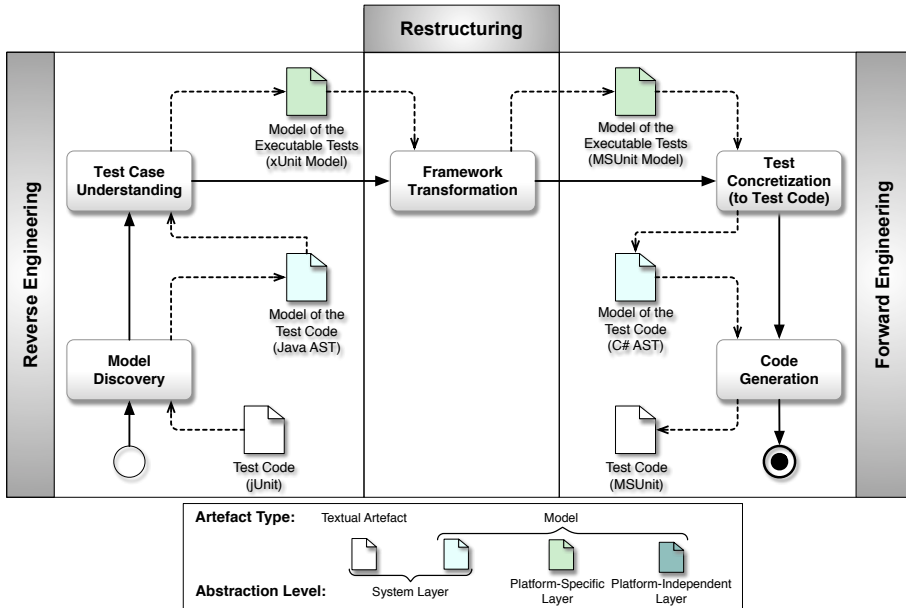 Restructuring
Reverse Engineering
Forward Engineering
Model of the
Executable Tests
(xUnit Model)
Model of the
Executable Tests
(MSUnit Model)
Test Case
Understanding
Framework
Transformation
Test
Concretization
(to Test Code)
Model of the
Test Code
(Java AST)
Model of the
Test Code
(C# AST)
Model
Discovery
Code
Generation
Test Code
(jUnit)
Test Code
(MSUnit)
Artefact Type:
Textual Artefact
Model
Abstraction Level:
System Layer
Platform-Specific
Layer
Platform-Independent
Layer